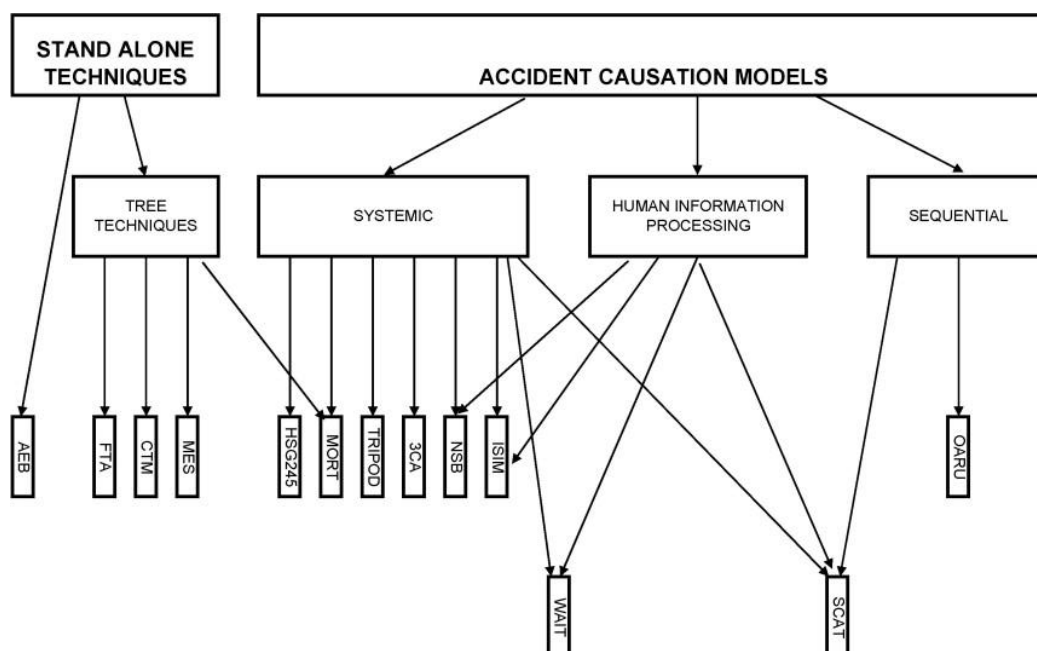 STAND ALONE
TECHNIQUES
ACCIDENT CAUSATION MODELS
TREE
TECHNIQUES
SYSTEMIC
HUMAN INFORMATION
PROCESSING
SEQUENTIAL
AEB
FTA
CTM
MES
HSG245
MORT
TRIPOD
3CA
NSB
ISIM
OARU
WAIT
SCAT